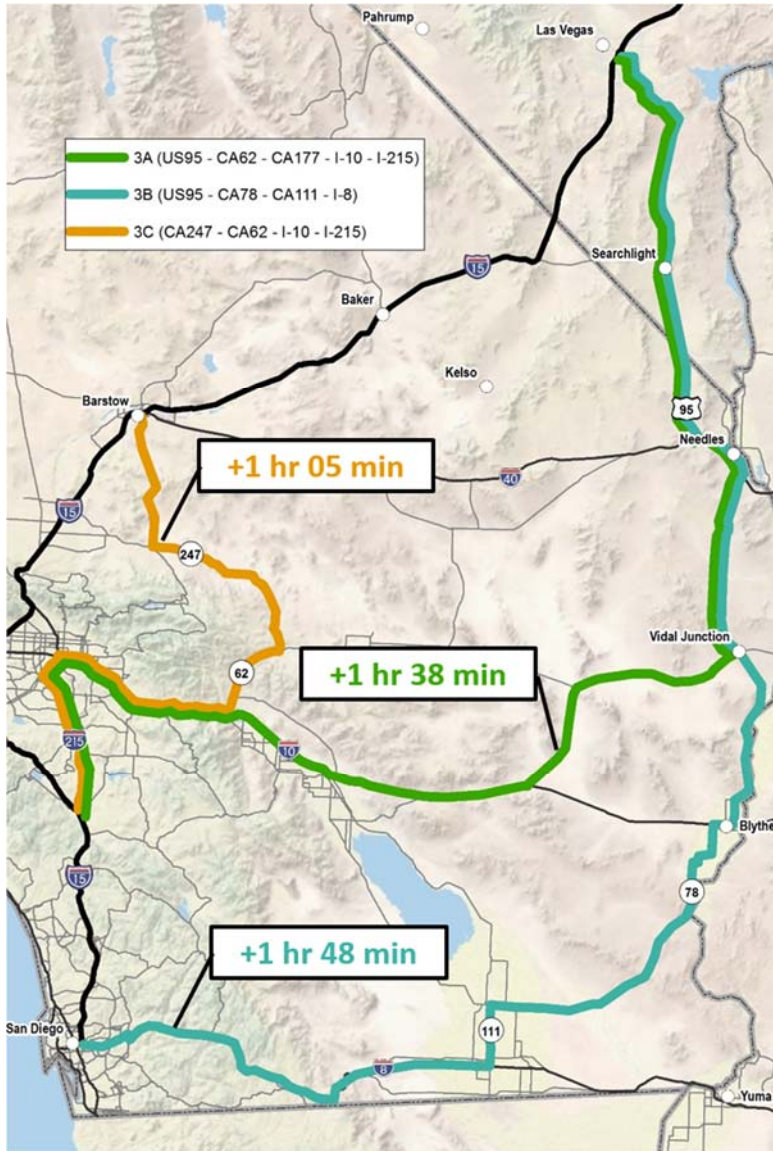 Pahrump
Las Vegas
3A (US95 - CA62 - CA177 - I-10 - I-215)
3B (US95 - CA78 - CA111 - I-8)
3C (CA247 - CA62 - I-10 - I-215)
15
Searchlight
Baker
Kelso
Barstow
95
Needles
+1 hr 05 min
40
15
247
Vidal Junction
+1 hr 38 min
62
215
10
Blythe
15
78
+1 hr 48 min
San Diego
111
8
Yuma